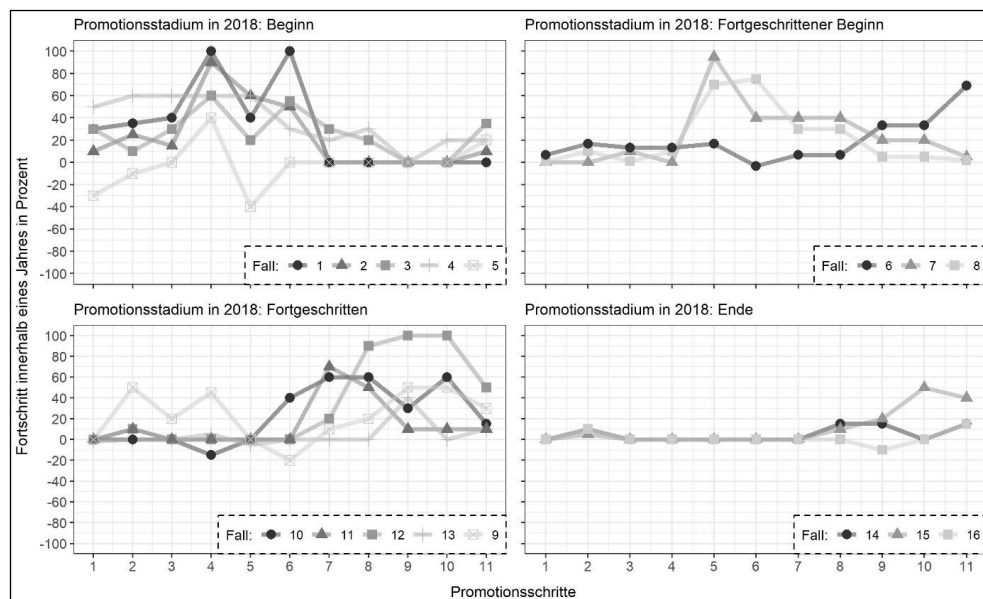 Promotionsstadium in 2018: Beginn
Promotionsstadium in 2018: Fortgeschrittener Beginn
Fortschritt innerhalb eines Jahres in Prozent
100
80
60
40
20
0
-20
-40
-60
-80
-100
Fall: 1 2 3 4 5
Fall: 6 7 8
Promotionsstadium in 2018: Fortgeschritten
Promotionsstadium in 2018: Ende
100
80
60
40
20
0
-20
-40
-60
-80
-100
Fall: 10 11 12 13 9
Fall: 14 15 16
1 2 3 4 5 6 7 8 9 10 11
1 2 3 4 5 6 7 8 9 10 11
Promotionsschritte